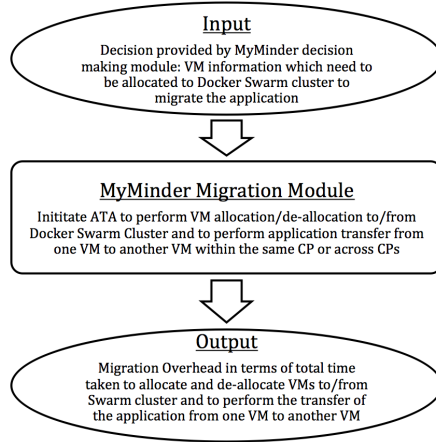 Input
Decision provided by MyMinder decision
making module: VM information which need to
be allocated to Docker Swarm cluster to
migrate the application
MyMinder Migration Module
Inititate ATA to perform VM allocation/de-allocation to/from
Docker Swarm Cluster and to perform application transfer from
one VM to another VM within the same CP or across CPs
Output
Migration Overhead in terms of total time
taken to allocate and de-allocate VMs to/from
Swarm cluster and to perform the transfer of
the application from one VM to another VM